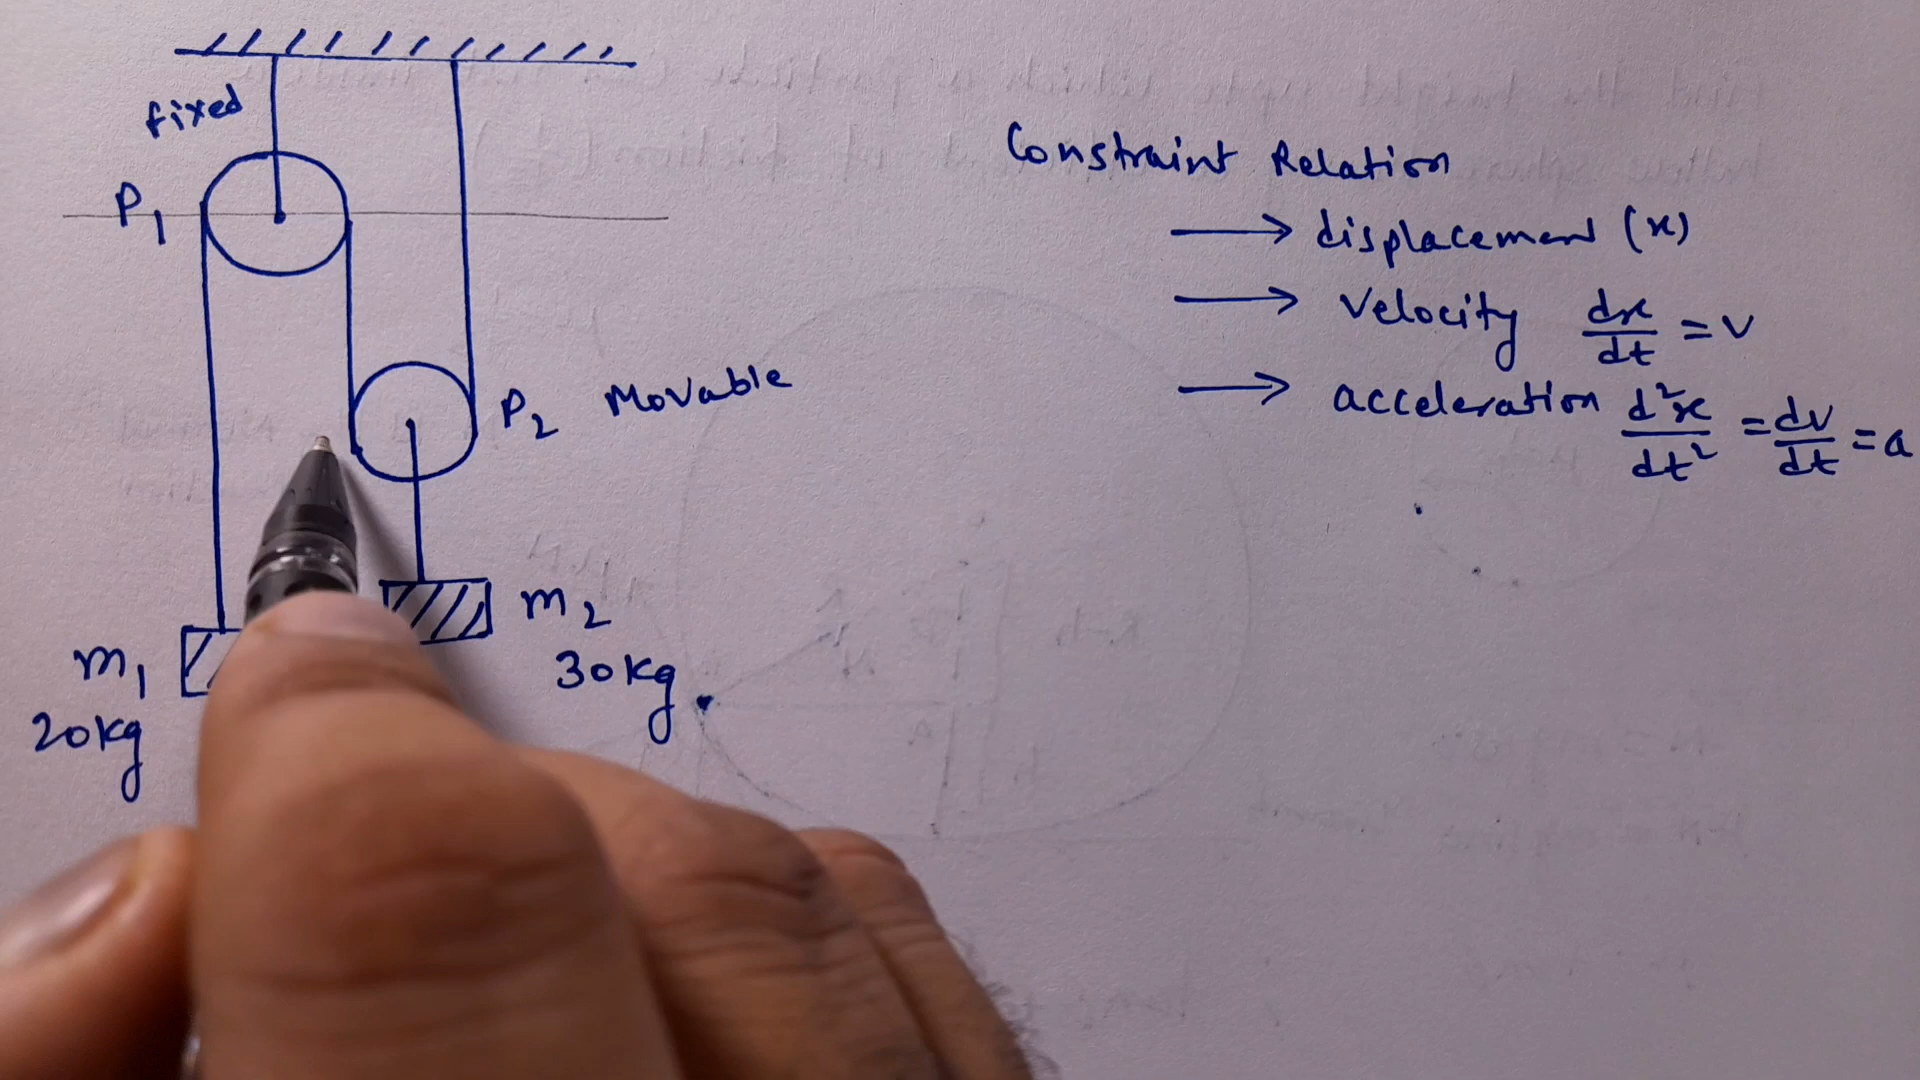 fixed
P1
P2 Movable
m1
20kg
m2
30kg
Constraint Relation
→ displacement (x)
→ Velocity dx/dt = v
→ acceleration d²x/dt² = dv/dt = a